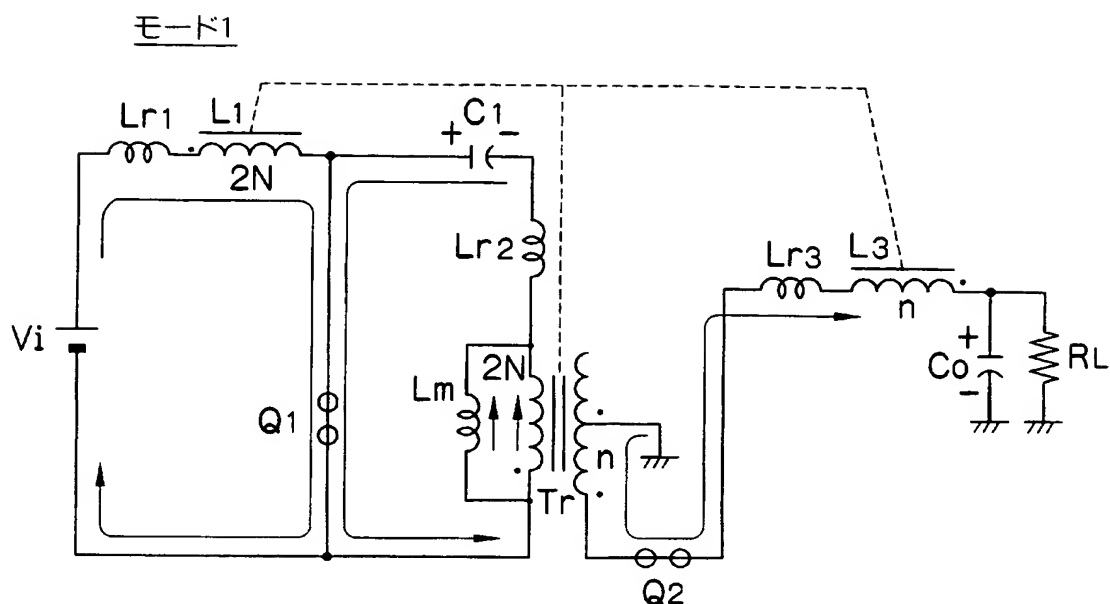 モード1
Lr1
L1
2N
+
C1
-
Lr2
Lr3
L3
n
Vi
Q1
Lm
2N
Tr
n
Q2
+
Co
-
RL